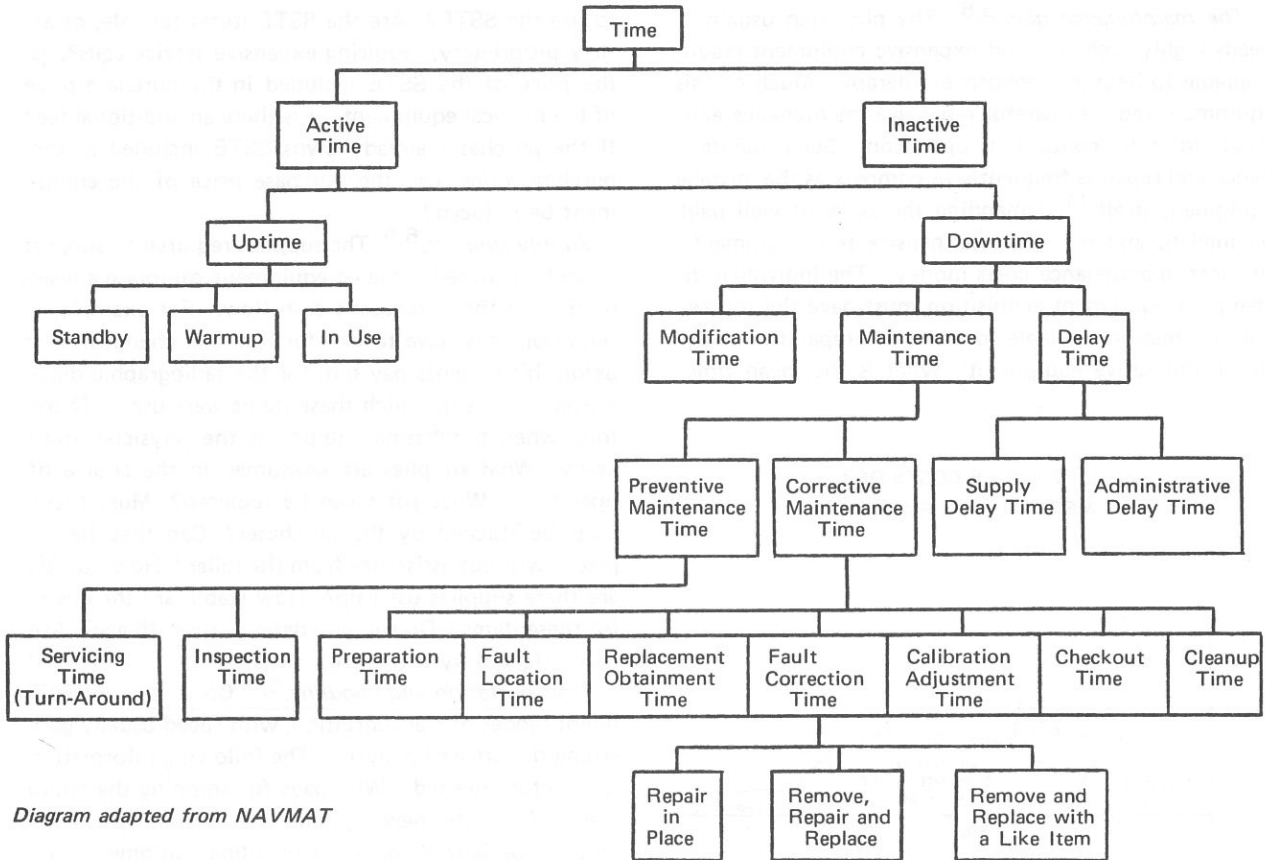 Time
Active
Time
Inactive
Time
Uptime
Downtime
Standby
Warmup
In Use
Modification
Time
Maintenance
Time
Delay
Time
Preventive
Maintenance
Time
Corrective
Maintenance
Time
Supply
Delay Time
Administrative
Delay Time
Servicing
Time
(Turn-Around)
Inspection
Time
Preparation
Time
Fault
Location
Time
Replacement
Obtainment
Time
Fault
Correction
Time
Calibration
Adjustment
Time
Checkout
Time
Cleanup
Time
Repair
in
Place
Remove,
Repair and
Replace
Remove and
Replace with
a Like Item
Diagram adapted from NAVMAT